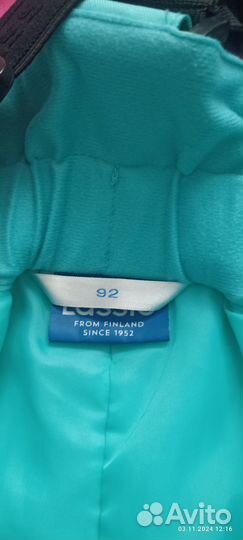 92
Lassie
FROM FINLAND
SINCE 1952
Avito
03.11.2024 12:16